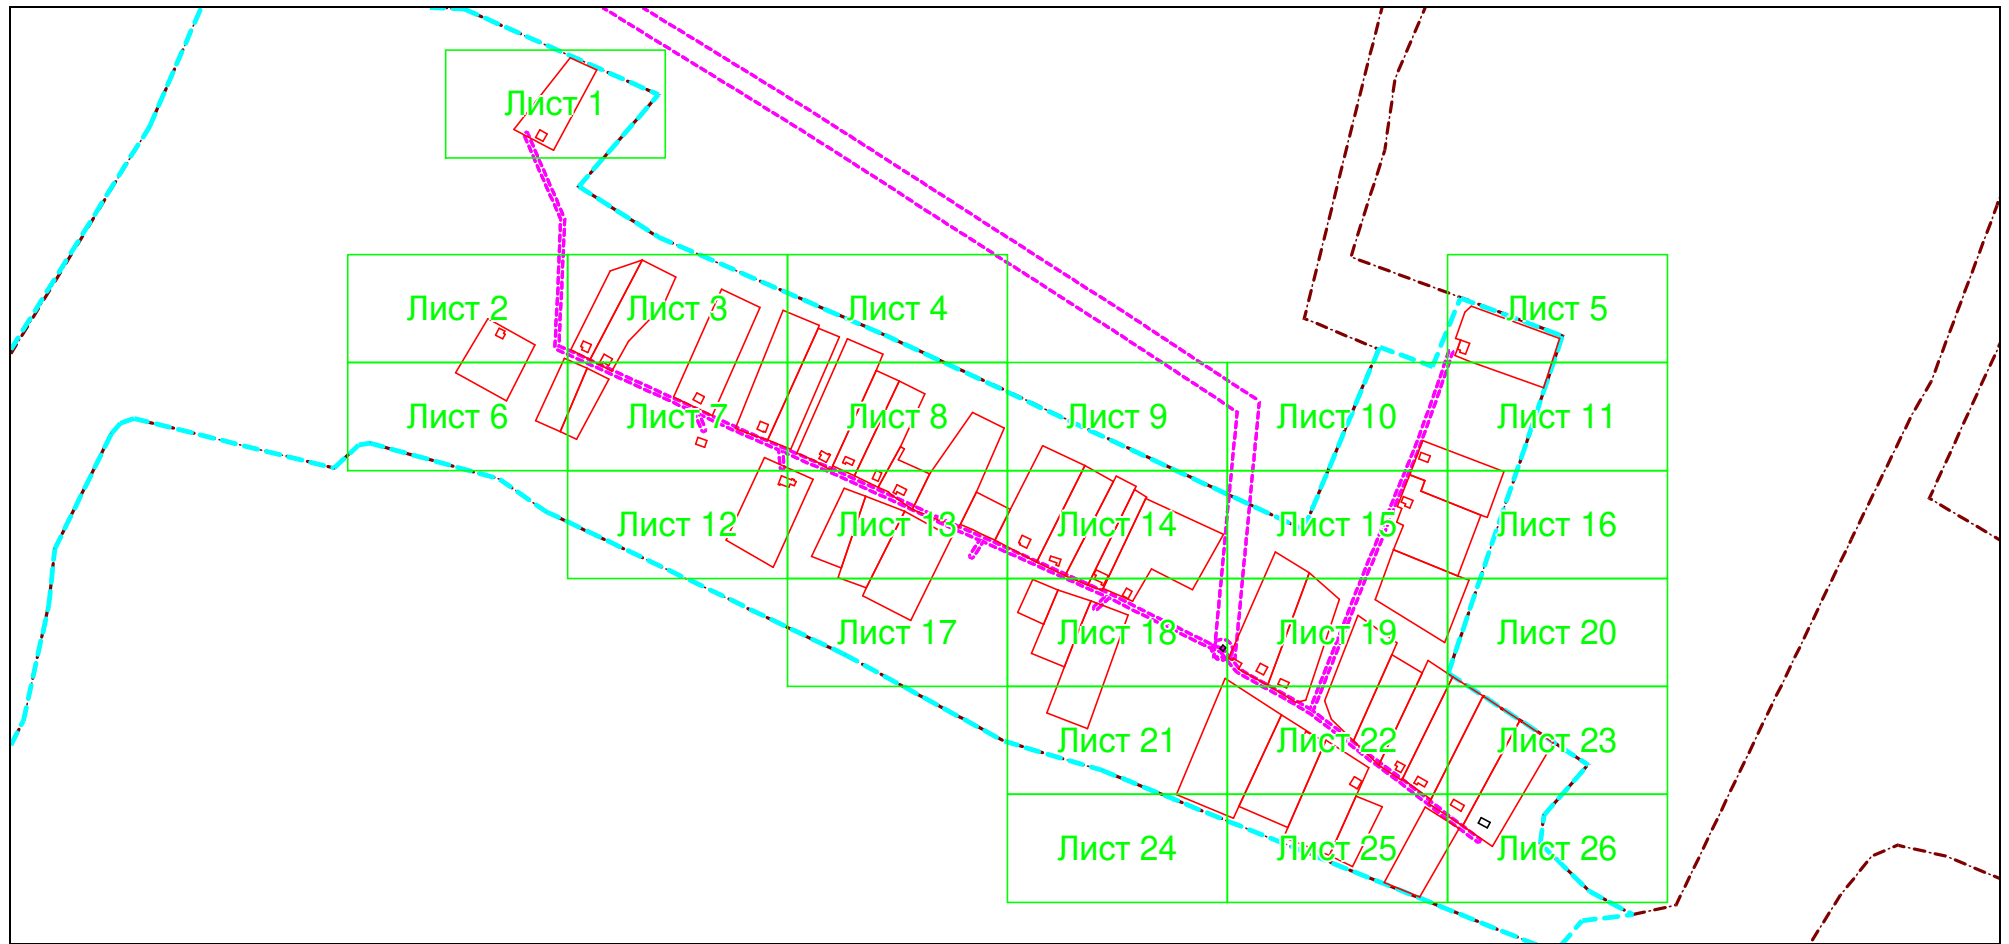 Лист 1
Лист 2
Лист 3
Лист 4
Лист 5
Лист 6
Лист 7
Лист 8
Лист 9
Лист 10
Лист 11
Лист 12
Лист 13
Лист 14
Лист 15
Лист 16
Лист 17
Лист 18
Лист 19
Лист 20
Лист 21
Лист 22
Лист 23
Лист 24
Лист 25
Лист 26